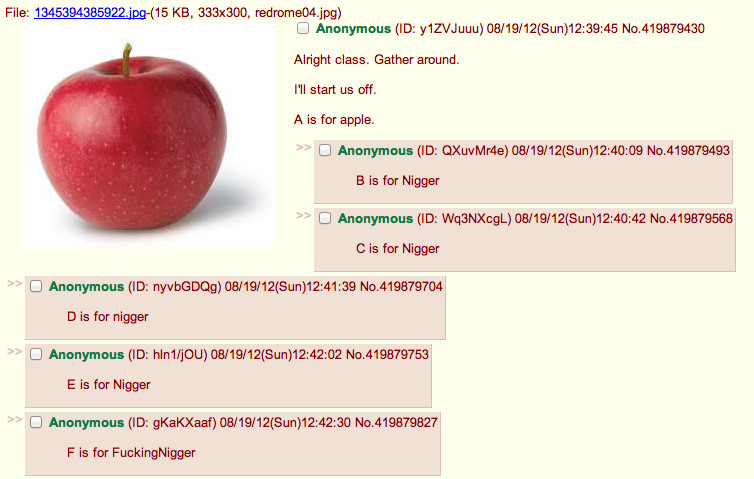 File: 1345394385922.jpg-(15 KB, 333x300, redrome04.jpg)
Anonymous (ID: y1ZVJuuu) 08/19/12(Sun)12:39:45 No.419879430
Alright class. Gather around.
I'll start us off.
A is for apple.
>> Anonymous (ID: QXuvMr4e) 08/19/12(Sun)12:40:09 No.419879493
B is for Nigger
>> Anonymous (ID: Wq3NXcgL) 08/19/12(Sun)12:40:42 No.419879568
C is for Nigger
>> Anonymous (ID: nyvbGDQg) 08/19/12(Sun)12:41:39 No.419879704
D is for nigger
>> Anonymous (ID: hIn1/jOU) 08/19/12(Sun)12:42:02 No.419879753
E is for Nigger
>> Anonymous (ID: gKaKXaaf) 08/19/12(Sun)12:42:30 No.419879827
F is for FuckingNigger